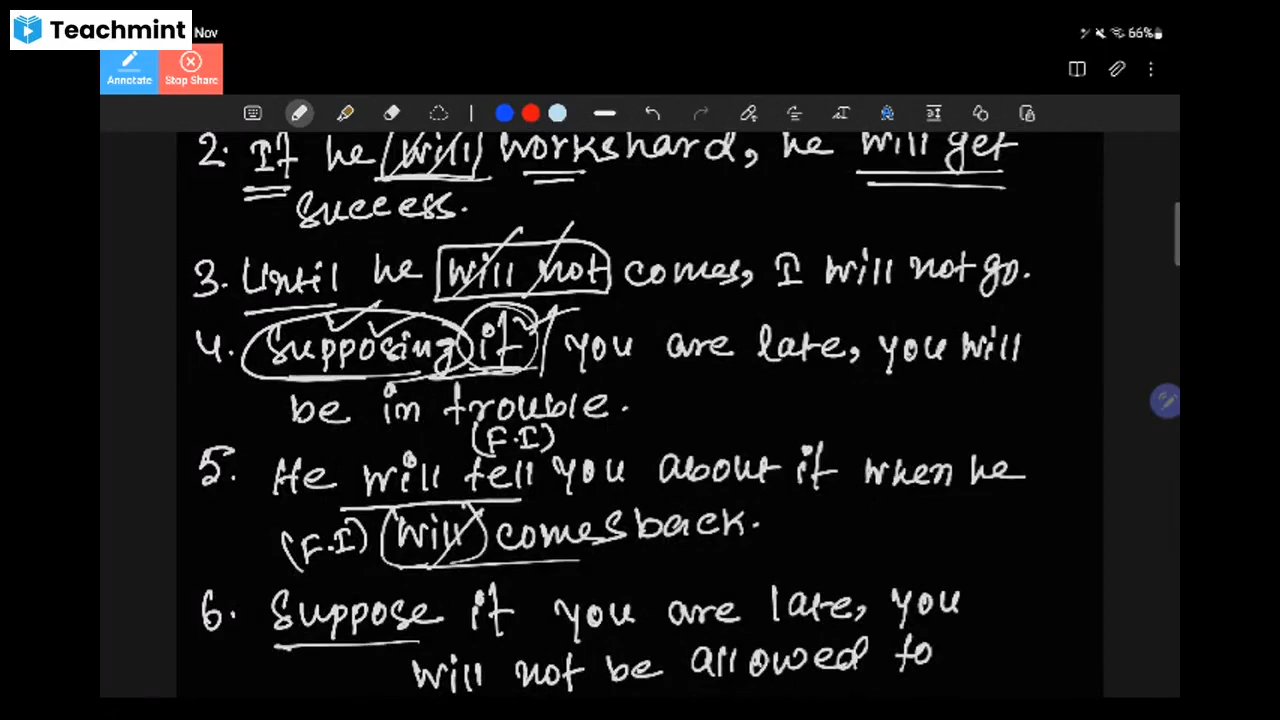 Teachmint
Nov
66%
Annotate
Stop Share
2. If he will works hard, he will get
success.
3. Until he will not comes, I will not go.
4. Supposing if you are late, you will
be in trouble.
(F.I)
5. He will tell you about it when he
(F.I) will comes back.
6. Suppose if you are late, you
will not be allowed to